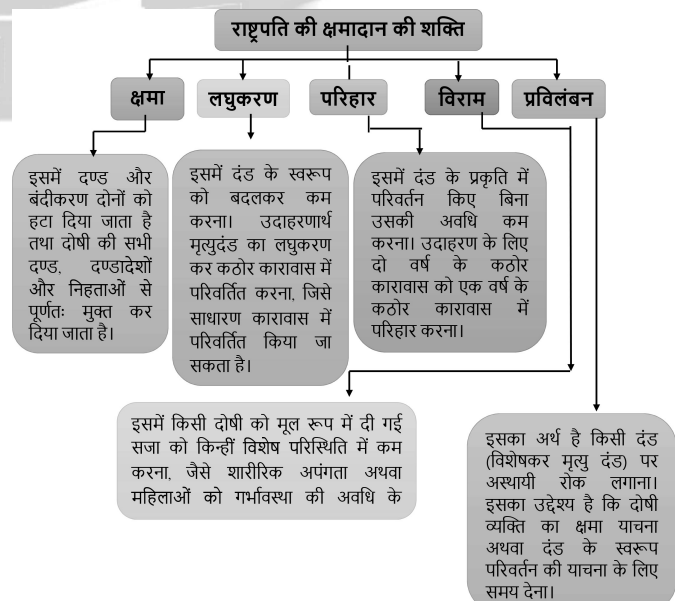 राष्ट्रपति की क्षमादान की शक्ति
क्षमा
लघुकरण
परिहार
विराम
प्रविलंबन
इसमें दण्ड और
बंदीकरण दोनों को
हटा दिया जाता है
तथा दोषी की सभी
दण्ड, दण्डादेशों
और निहताओं से
पूर्णतः मुक्त कर
दिया जाता है।
इसमें दंड के स्वरूप
को बदलकर कम
करना। उदाहरणार्थ
मृत्युदंड का लघुकरण
कर कठोर कारावास में
परिवर्तित करना, जिसे
साधारण कारावास में
परिवर्तित किया जा
सकता है।
इसमें दंड के प्रकृति में
परिवर्तन किए बिना
उसकी अवधि कम
करना। उदाहरण के लिए
दो वर्ष के कठोर
कारावास को एक वर्ष के
कठोर कारावास में
परिहार करना।
इसमें किसी दोषी को मूल रूप में दी गई
सजा को किन्हीं विशेष परिस्थिति में कम
करना, जैसे शारीरिक अपंगता अथवा
महिलाओं को गर्भावस्था की अवधि के
इसका अर्थ है किसी दंड
(विशेषकर मृत्यु दंड) पर
अस्थायी रोक लगाना।
इसका उद्देश्य है कि दोषी
व्यक्ति का क्षमा याचना
अथवा दंड के स्वरूप
परिवर्तन की याचना के लिए
समय देना।